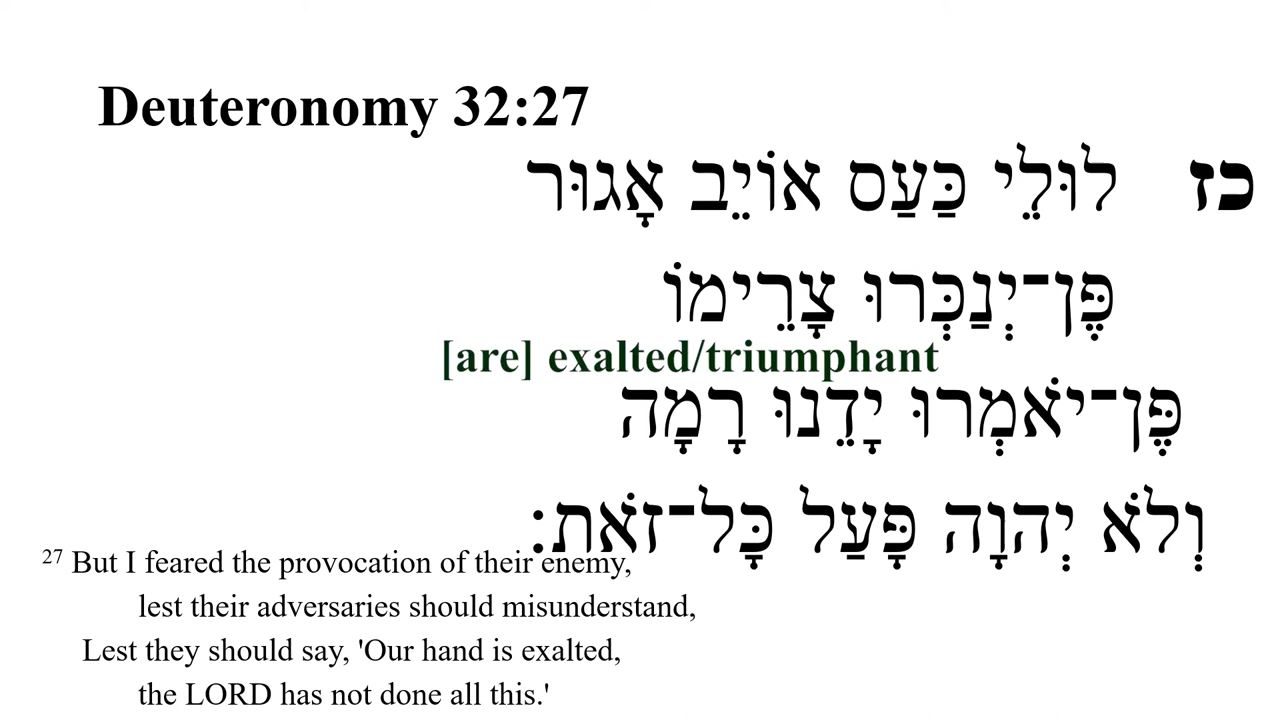 Deuteronomy 32:27
כז לוּלֵי כַּעַס אוֹיֵב אָגוּר
פֶּן־יְנַכְּרוּ צָרֵימוֹ
[are] exalted/triumphant
פֶּן־יֹאמְרוּ יָדֵנוּ רָמָה
וְלֹא יְהוָה פָּעַל כָּל־זֹאת׃
27 But I feared the provocation of their enemy,
lest their adversaries should misunderstand,
Lest they should say, 'Our hand is exalted,
the LORD has not done all this.'